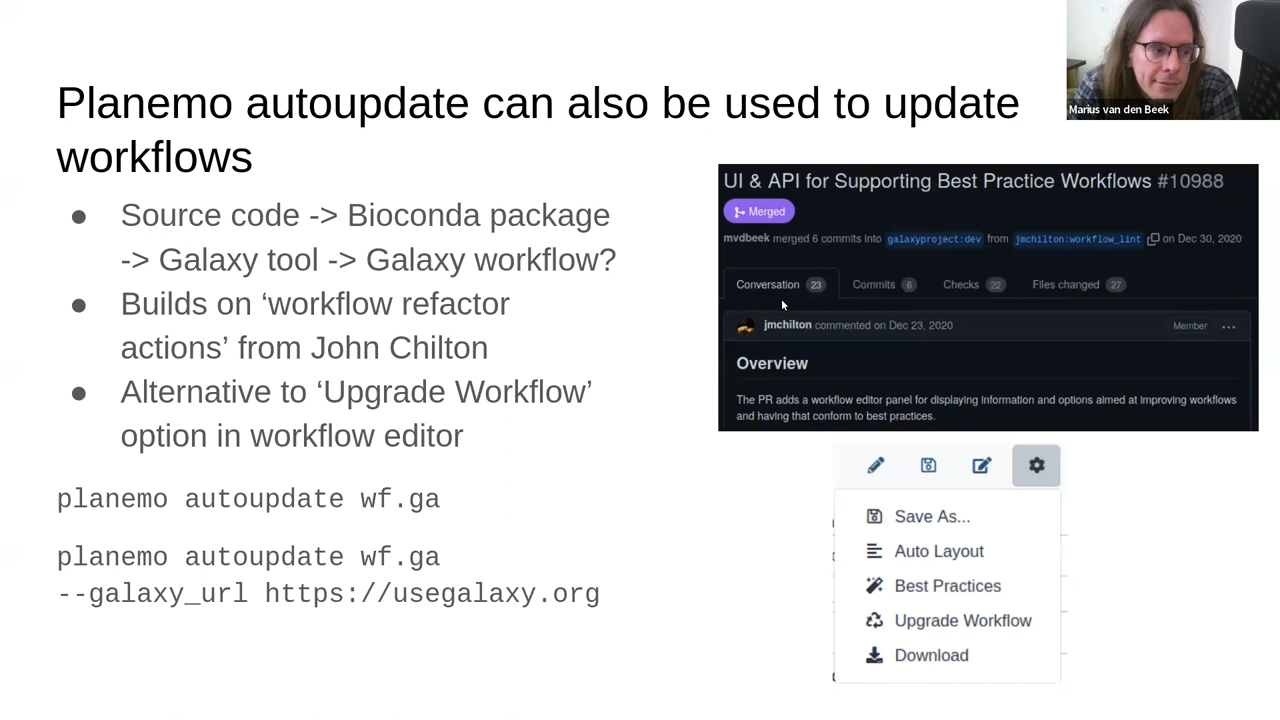 Planemo autoupdate can also be used to update
workflows
● Source code -> Bioconda package
-> Galaxy tool -> Galaxy workflow?
● Builds on ‘workflow refactor
actions’ from John Chilton
● Alternative to ‘Upgrade Workflow’
option in workflow editor
planemo autoupdate wf.ga
planemo autoupdate wf.ga
--galaxy_url https://usegalaxy.org
Marius van den Beek
UI & API for Supporting Best Practice Workflows #10988
Merged
mvdbeek merged 6 commits into galaxyproject:dev from jmchilton:workflow_lint on Dec 30, 2020
Conversation 23 Commits 6 Checks 22 Files changed 27
jmchilton commented on Dec 23, 2020 Member ...
Overview
The PR adds a workflow editor panel for displaying information and options aimed at improving workflows
and having that conform to best practices.
Save As...
Auto Layout
Best Practices
Upgrade Workflow
Download